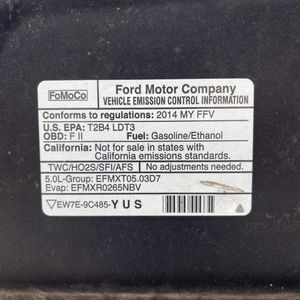 FoMoCo
Ford Motor Company
VEHICLE EMISSION CONTROL INFORMATION
Conforms to regulations: 2014 MY FFV
U.S. EPA: T2B4 LDT3
OBD: F II Fuel: Gasoline/Ethanol
California: Not for sale in states with
California emissions standards.
TWC/HO2S/SFI/AFS No adjustments needed.
5.0L-Group: EFMXT05.03D7
Evap: EFMXR0265NBV
EW7E-9C485-YUS